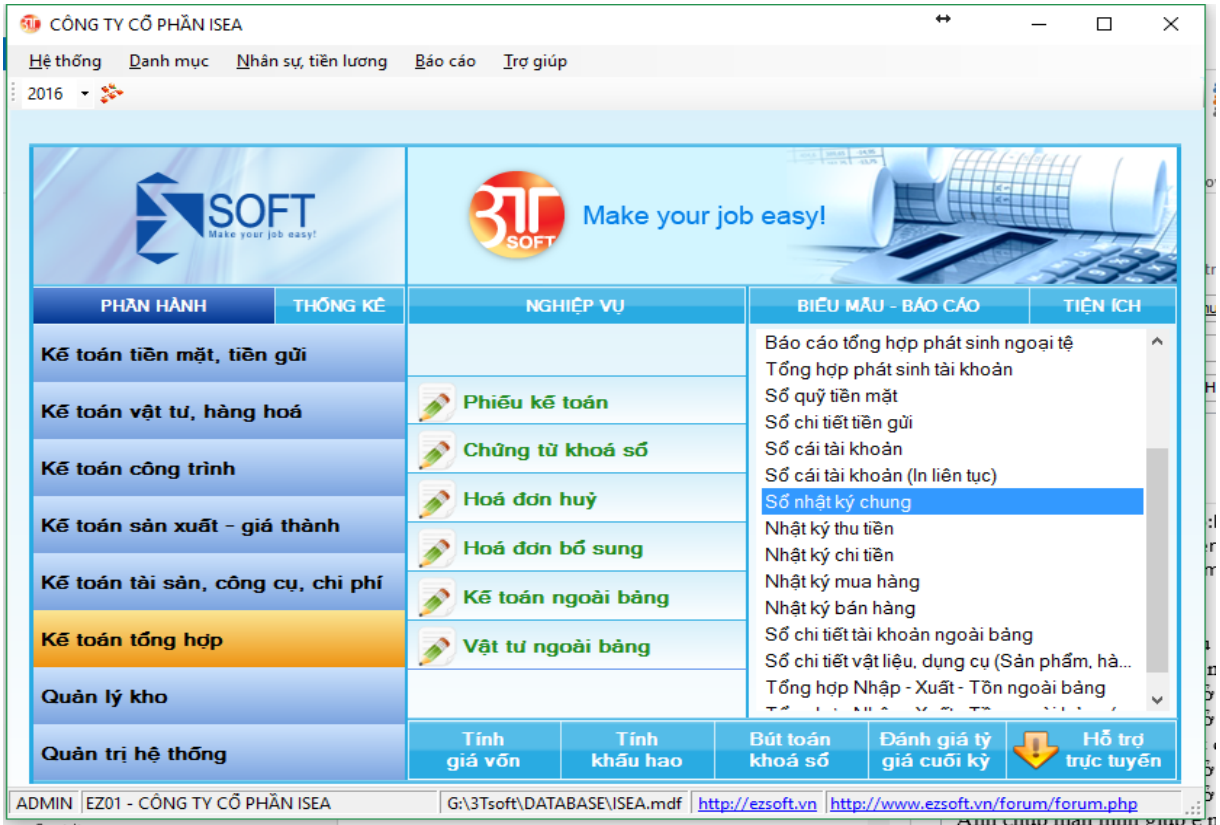 CÔNG TY CỔ PHẦN ISEA
Hệ thống Danh mục Nhân sự, tiền lương Báo cáo Trợ giúp
2016
SOFT
Make your job easy!
3T
SOFT
Make your job easy!
PHÂN HÀNH THỐNG KÊ NGHIỆP VỤ BIỂU MẪU - BÁO CÁO TIỆN ÍCH
Kế toán tiền mặt, tiền gửi
Kế toán vật tư, hàng hoá
Kế toán công trình
Kế toán sản xuất - giá thành
Kế toán tài sản, công cụ, chi phí
Kế toán tổng hợp
Quản lý kho
Quản trị hệ thống
Phiếu kế toán
Chứng từ khoá sổ
Hoá đơn huỷ
Hoá đơn bổ sung
Kế toán ngoài bảng
Vật tư ngoài bảng
Báo cáo tổng hợp phát sinh ngoại tệ
Tổng hợp phát sinh tài khoản
Sổ quỹ tiền mặt
Sổ chi tiết tiền gửi
Sổ cái tài khoản
Sổ cái tài khoản (In liên tục)
Sổ nhật ký chung
Nhật ký thu tiền
Nhật ký chi tiền
Nhật ký mua hàng
Nhật ký bán hàng
Sổ chi tiết tài khoản ngoài bảng
Sổ chi tiết vật liệu, dụng cụ (Sản phẩm, hà...
Tổng hợp Nhập - Xuất - Tồn ngoài bảng
Tính giá vốn
Tính khấu hao
Bút toán khoá sổ
Đánh giá tỷ giá cuối kỳ
Hỗ trợ trực tuyến
ADMIN EZ01 - CÔNG TY CỔ PHẦN ISEA G:\3Tsoft\DATABASE\ISEA.mdf http://ezsoft.vn http://www.ezsoft.vn/forum/forum.php